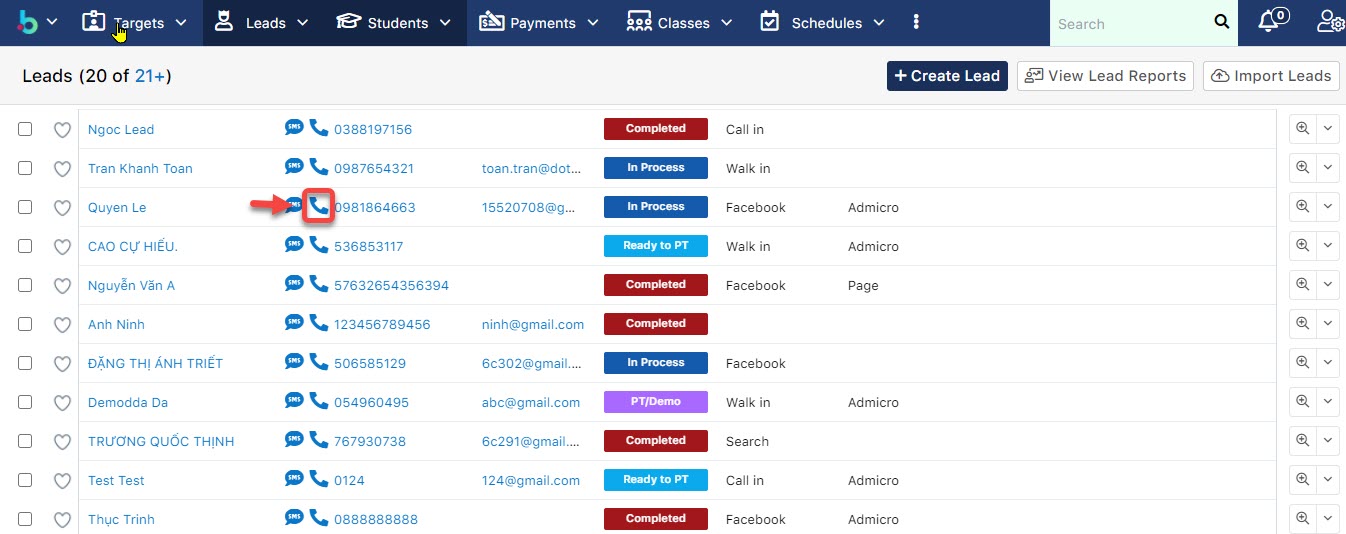 Targets Leads Students Payments Classes Schedules Search 0
Leads (20 of 21+) + Create Lead View Lead Reports Import Leads
Ngoc Lead SMS 0388197156 Completed Call in
Tran Khanh Toan SMS 0987654321 toan.tran@dot... In Process Walk in
Quyen Le SMS 0981864663 15520708@g... In Process Facebook Admicro
CAO CỰ HIẾU. SMS 536853117 Ready to PT Walk in Admicro
Nguyễn Văn A SMS 57632654356394 Completed Facebook Page
Anh Ninh SMS 123456789456 ninh@gmail.com Completed
ĐẶNG THỊ ÁNH TRIẾT SMS 506585129 6c302@gmail.... In Process Facebook
Demodda Da SMS 054960495 abc@gmail.com PT/Demo Walk in Admicro
TRƯƠNG QUỐC THỊNH SMS 767930738 6c291@gmail.... Completed Search
Test Test SMS 0124 124@gmail.com Ready to PT Call in Admicro
Thục Trinh SMS 0888888888 Completed Facebook Admicro